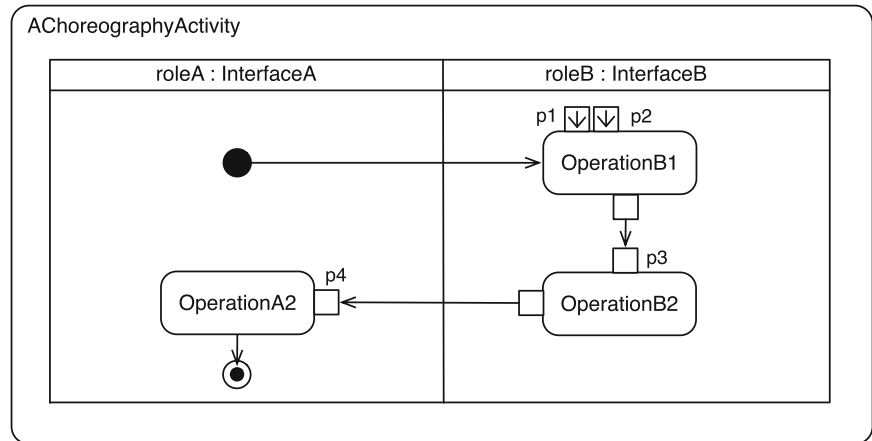 AChoreographyActivity
roleA : InterfaceA
roleB : InterfaceB
p1
p2
OperationB1
p3
p4
OperationA2
OperationB2